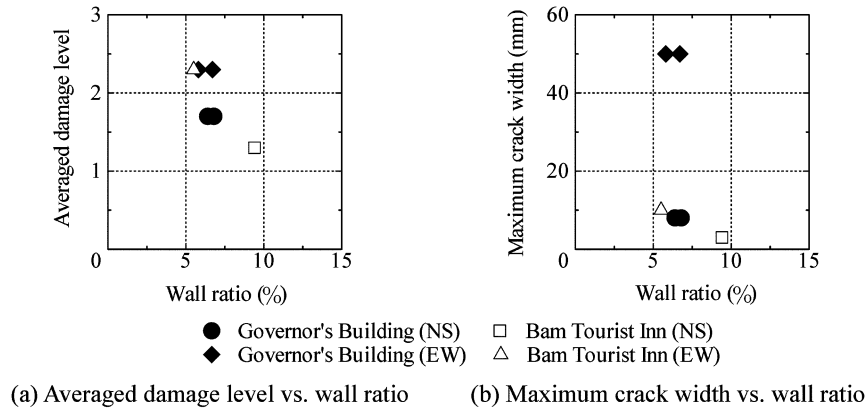 3
2
1
0
5
10
15
Averaged damage level
Wall ratio (%)
60
40
20
0
5
10
15
Maximum crack width (mm)
Wall ratio (%)
Governor's Building (NS)
Bam Tourist Inn (NS)
Governor's Building (EW)
Bam Tourist Inn (EW)
(a) Averaged damage level vs. wall ratio
(b) Maximum crack width vs. wall ratio